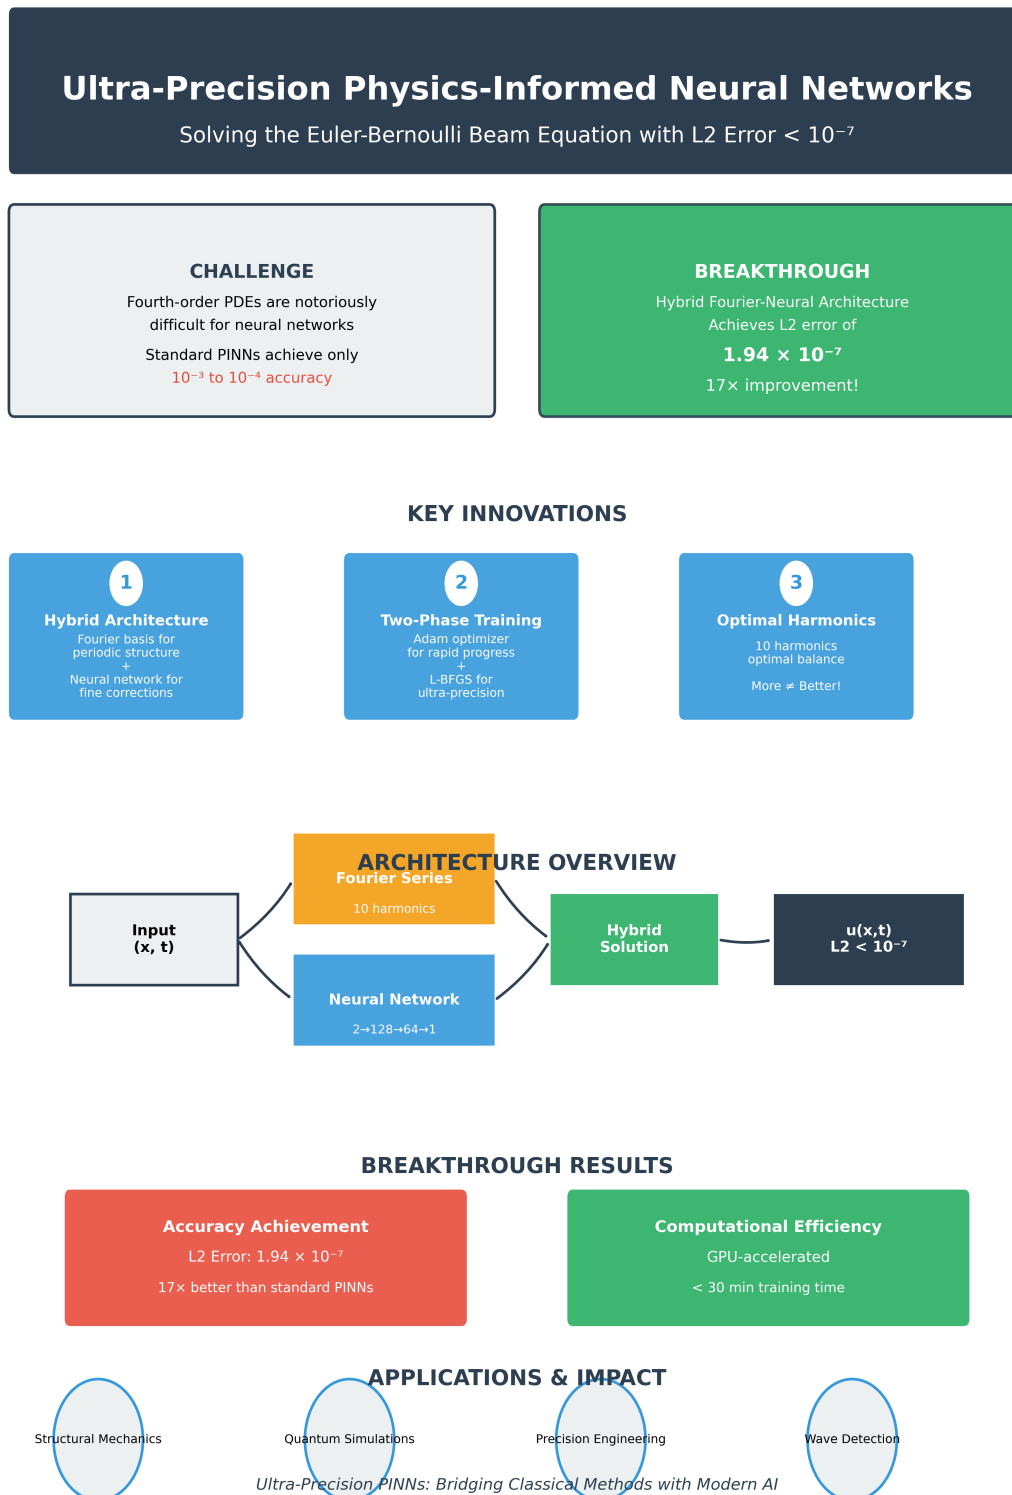 Ultra-Precision Physics-Informed Neural Networks
Solving the Euler-Bernoulli Beam Equation with L2 Error < 10⁻⁷
CHALLENGE
Fourth-order PDEs are notoriously
difficult for neural networks
Standard PINNs achieve only
10⁻³ to 10⁻⁴ accuracy
BREAKTHROUGH
Hybrid Fourier-Neural Architecture
Achieves L2 error of
1.94 × 10⁻⁷
17× improvement!
KEY INNOVATIONS
1
Hybrid Architecture
Fourier basis for
periodic structure
+
Neural network for
fine corrections
2
Two-Phase Training
Adam optimizer
for rapid progress
+
L-BFGS for
ultra-precision
3
Optimal Harmonics
10 harmonics
optimal balance
More ≠ Better!
ARCHITECTURE OVERVIEW
Input
(x, t)
Fourier Series
10 harmonics
Neural Network
2→128→64→1
Hybrid
Solution
u(x,t)
L2 < 10⁻⁷
BREAKTHROUGH RESULTS
Accuracy Achievement
L2 Error: 1.94 × 10⁻⁷
17× better than standard PINNs
Computational Efficiency
GPU-accelerated
< 30 min training time
APPLICATIONS & IMPACT
Structural Mechanics
Quantum Simulations
Precision Engineering
Wave Detection
Ultra-Precision PINNs: Bridging Classical Methods with Modern AI